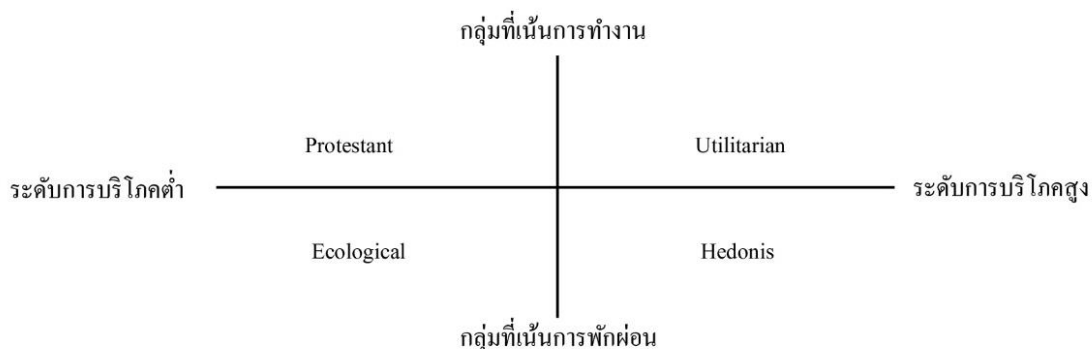 กลุ่มที่เน้นการทำงาน
Protestant
Utilitarian
ระดับการบริโภคต่ำ
ระดับการบริโภคสูง
Ecological
Hedonis
กลุ่มที่เน้นการพักผ่อน